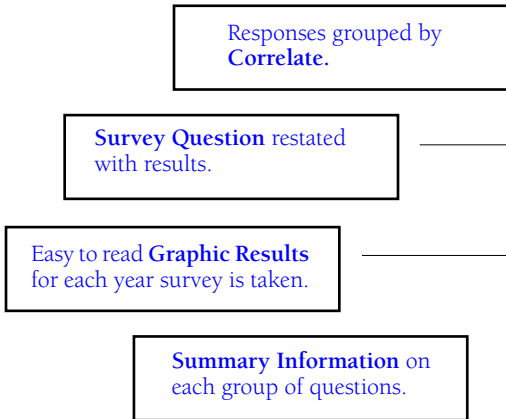 Responses grouped by
Correlate.
Survey Question restated
with results.
Easy to read Graphic Results
for each year survey is taken.
Summary Information on
each group of questions.